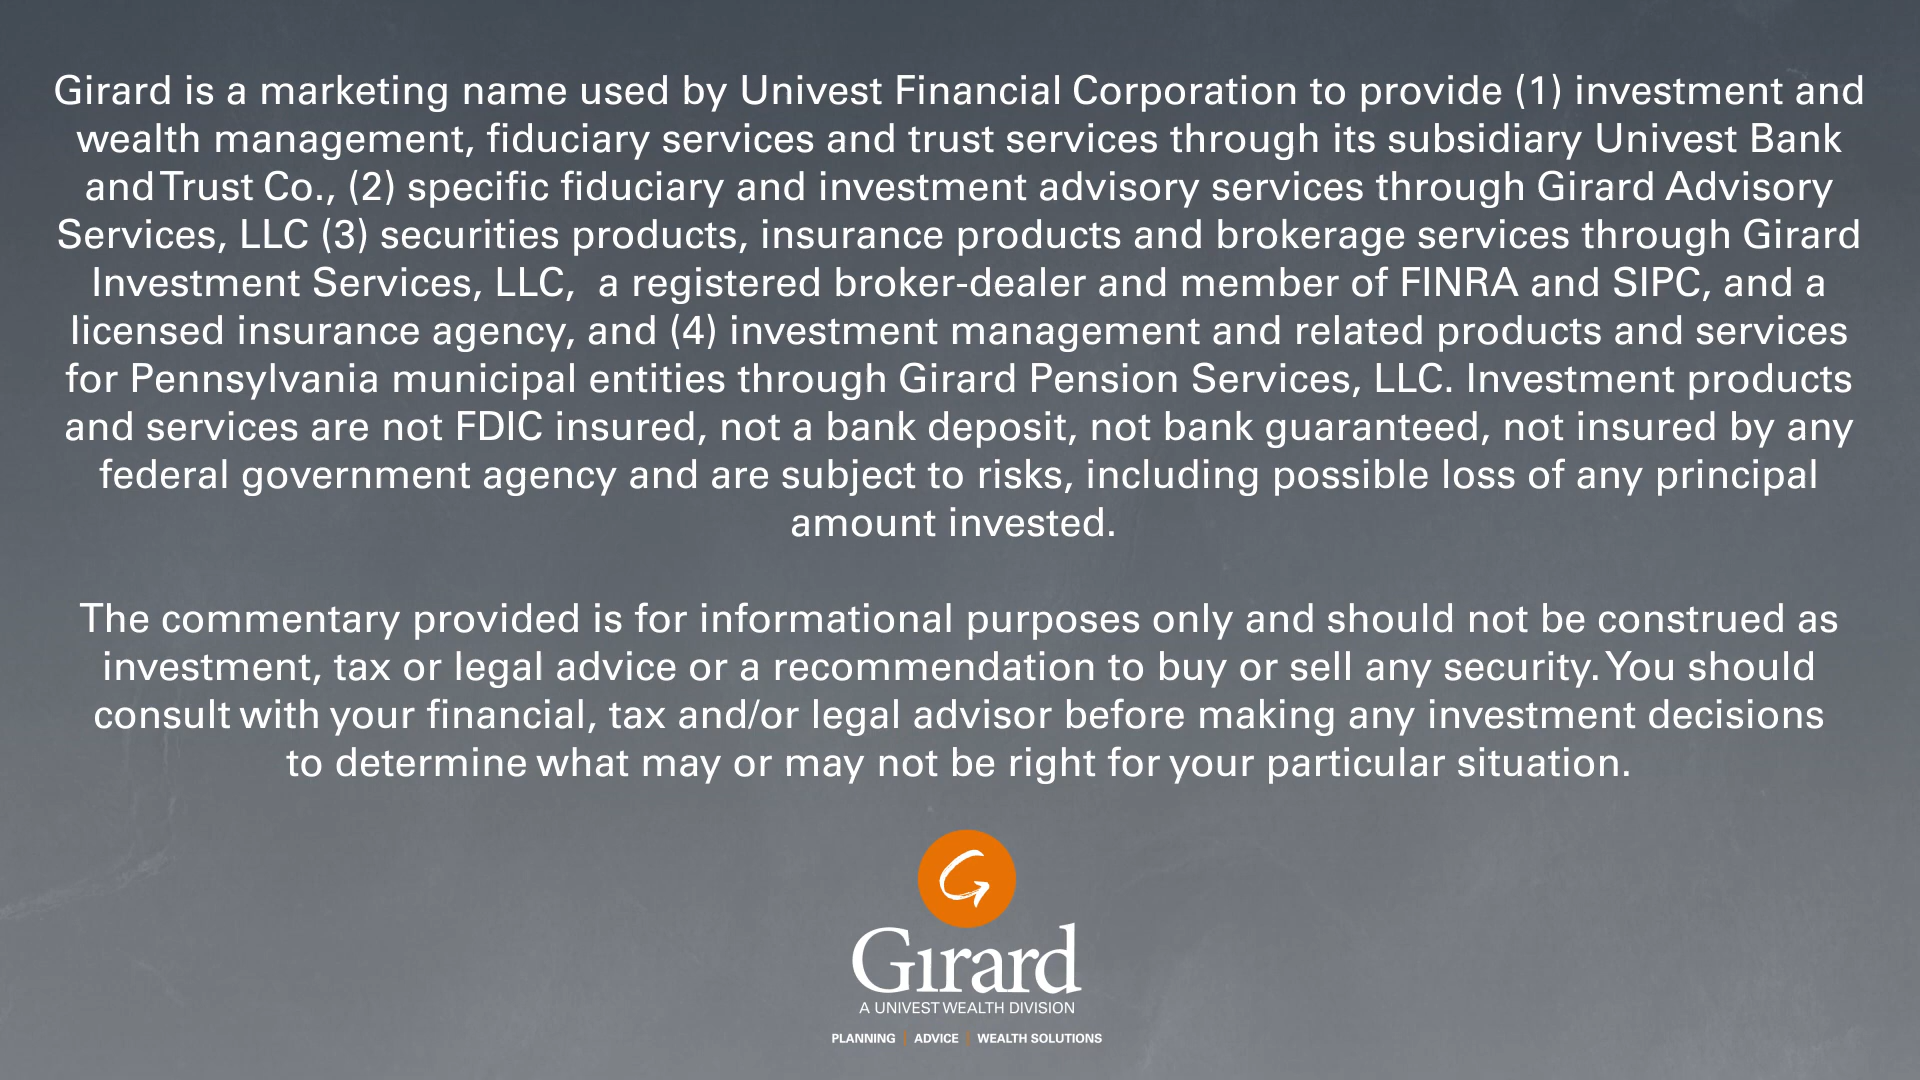 Girard is a marketing name used by Univest Financial Corporation to provide (1) investment and
wealth management, fiduciary services and trust services through its subsidiary Univest Bank
and Trust Co., (2) specific fiduciary and investment advisory services through Girard Advisory
Services, LLC (3) securities products, insurance products and brokerage services through Girard
Investment Services, LLC,  a registered broker-dealer and member of FINRA and SIPC, and a
licensed insurance agency, and (4) investment management and related products and services
for Pennsylvania municipal entities through Girard Pension Services, LLC. Investment products
and services are not FDIC insured, not a bank deposit, not bank guaranteed, not insured by any
federal government agency and are subject to risks, including possible loss of any principal
amount invested.
The commentary provided is for informational purposes only and should not be construed as
investment, tax or legal advice or a recommendation to buy or sell any security. You should
consult with your financial, tax and/or legal advisor before making any investment decisions
to determine what may or may not be right for your particular situation.
G
Girard
A UNIVEST WEALTH DIVISION
PLANNING | ADVICE | WEALTH SOLUTIONS